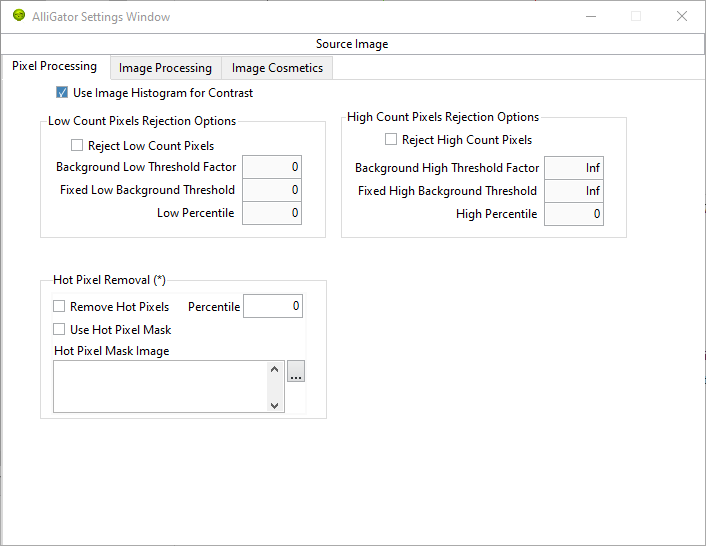 AlliGator Settings Window
Source Image
Pixel Processing Image Processing Image Cosmetics
Use Image Histogram for Contrast
Low Count Pixels Rejection Options
Reject Low Count Pixels
Background Low Threshold Factor 0
Fixed Low Background Threshold 0
Low Percentile 0
High Count Pixels Rejection Options
Reject High Count Pixels
Background High Threshold Factor Inf
Fixed High Background Threshold Inf
High Percentile 0
Hot Pixel Removal (*)
Remove Hot Pixels Percentile 0
Use Hot Pixel Mask
Hot Pixel Mask Image
...